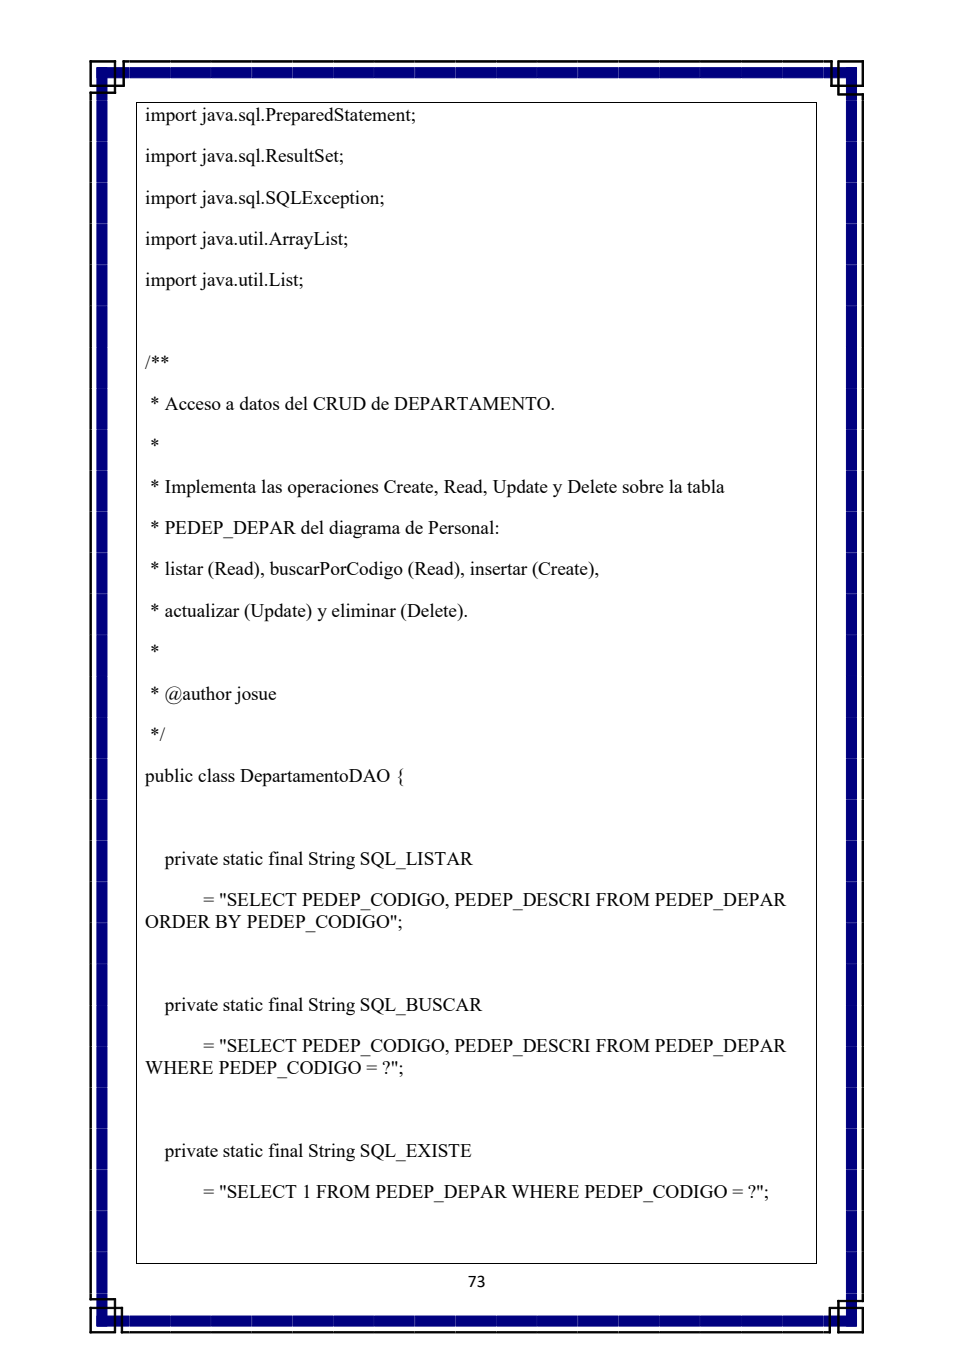 import java.sql.PreparedStatement;
import java.sql.ResultSet;
import java.sql.SQLException;
import java.util.ArrayList;
import java.util.List;
/**
 * Acceso a datos del CRUD de DEPARTAMENTO.
 *
 * Implementa las operaciones Create, Read, Update y Delete sobre la tabla
 * PEDEP_DEPAR del diagrama de Personal:
 * listar (Read), buscarPorCodigo (Read), insertar (Create),
 * actualizar (Update) y eliminar (Delete).
 *
 * @author josue
 */
public class DepartamentoDAO {
    private static final String SQL_LISTAR
            = "SELECT PEDEP_CODIGO, PEDEP_DESCRI FROM PEDEP_DEPAR
ORDER BY PEDEP_CODIGO";
    private static final String SQL_BUSCAR
            = "SELECT PEDEP_CODIGO, PEDEP_DESCRI FROM PEDEP_DEPAR
WHERE PEDEP_CODIGO = ?";
    private static final String SQL_EXISTE
            = "SELECT 1 FROM PEDEP_DEPAR WHERE PEDEP_CODIGO = ?";
73